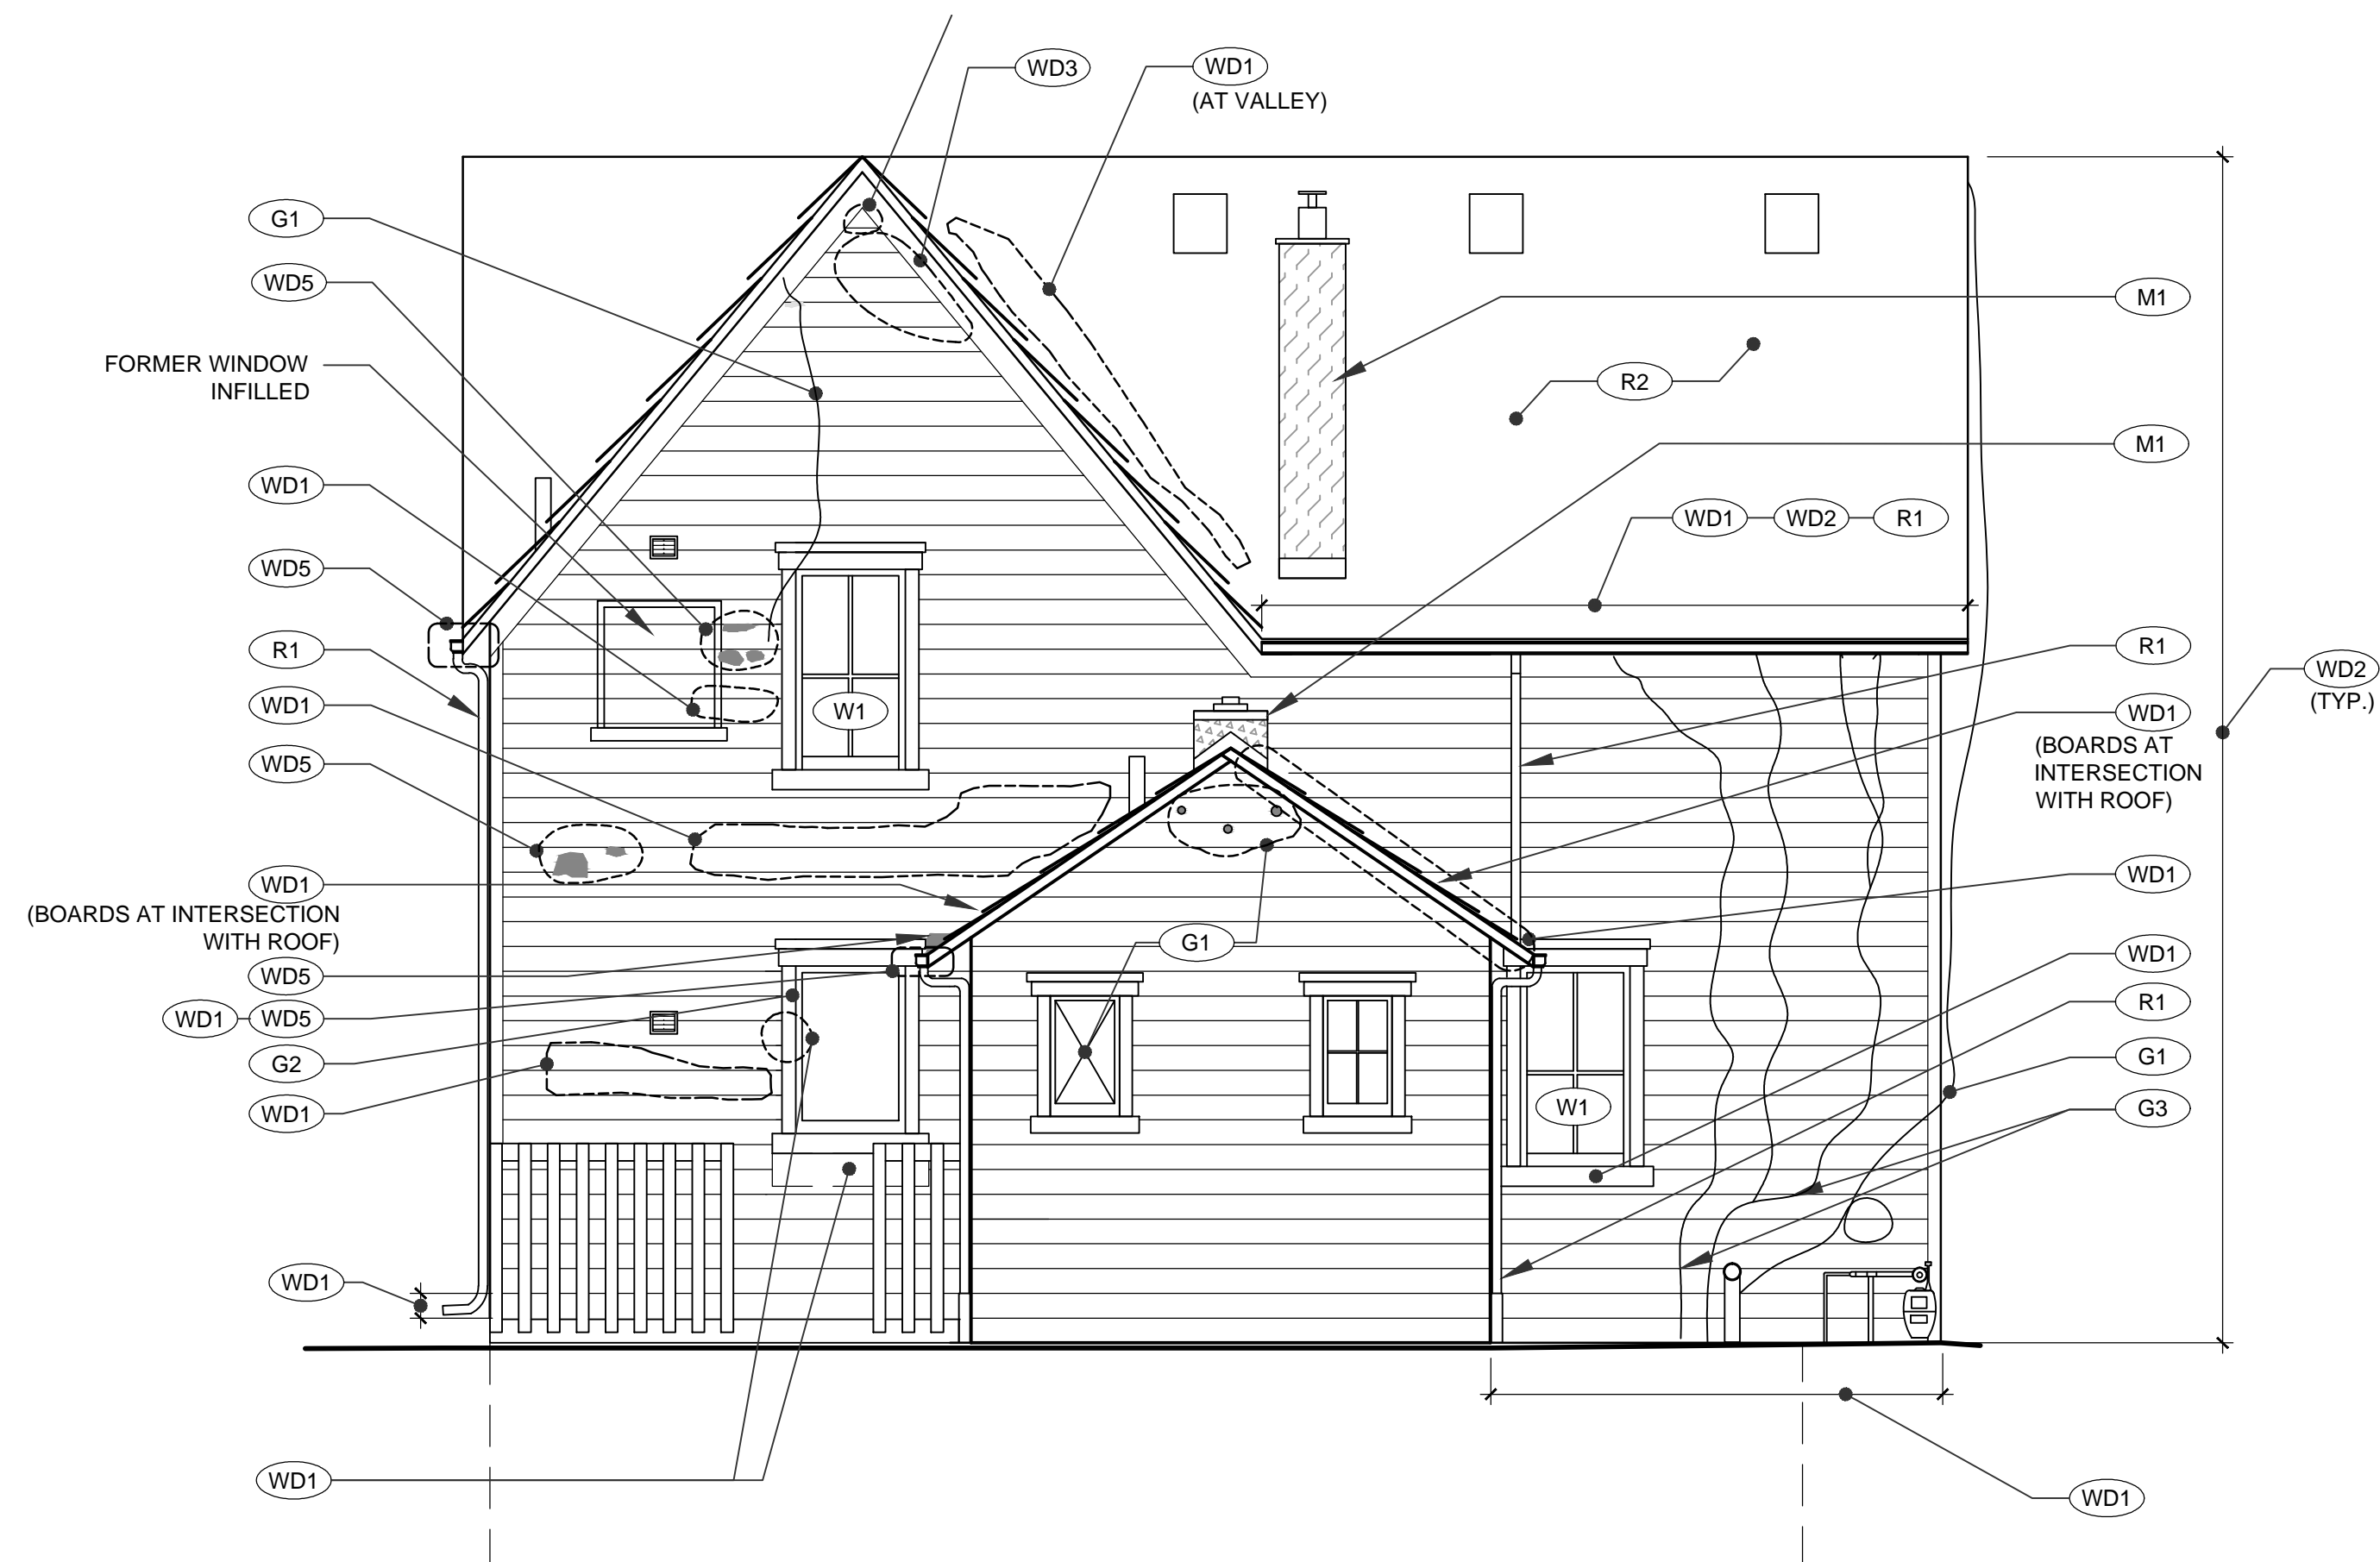 WD3
WD1
(AT VALLEY)
G1
WD5
FORMER WINDOW
INFILLED
WD1
WD5
R1
WD1
WD5
WD1
(BOARDS AT INTERSECTION
WITH ROOF)
WD5
WD1 WD5
G2
WD1
WD1
WD1
W1
G1
W1
R2
WD1 WD2 R1
M1
M1
R1
WD1
(BOARDS AT
INTERSECTION
WITH ROOF)
WD1
WD1
R1
G1
G3
WD2
(TYP.)
WD1